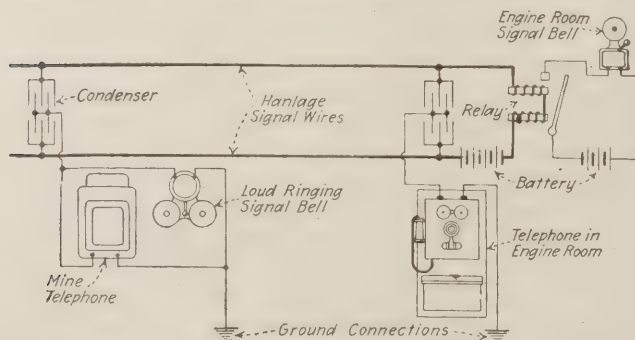 Engine Room
Signal Bell
Condenser
Hanlage
Signal Wires
Relay
Battery
Loud Ringing
Signal Bell
Telephone in
Engine Room
Mine
Telephone
Ground Connections